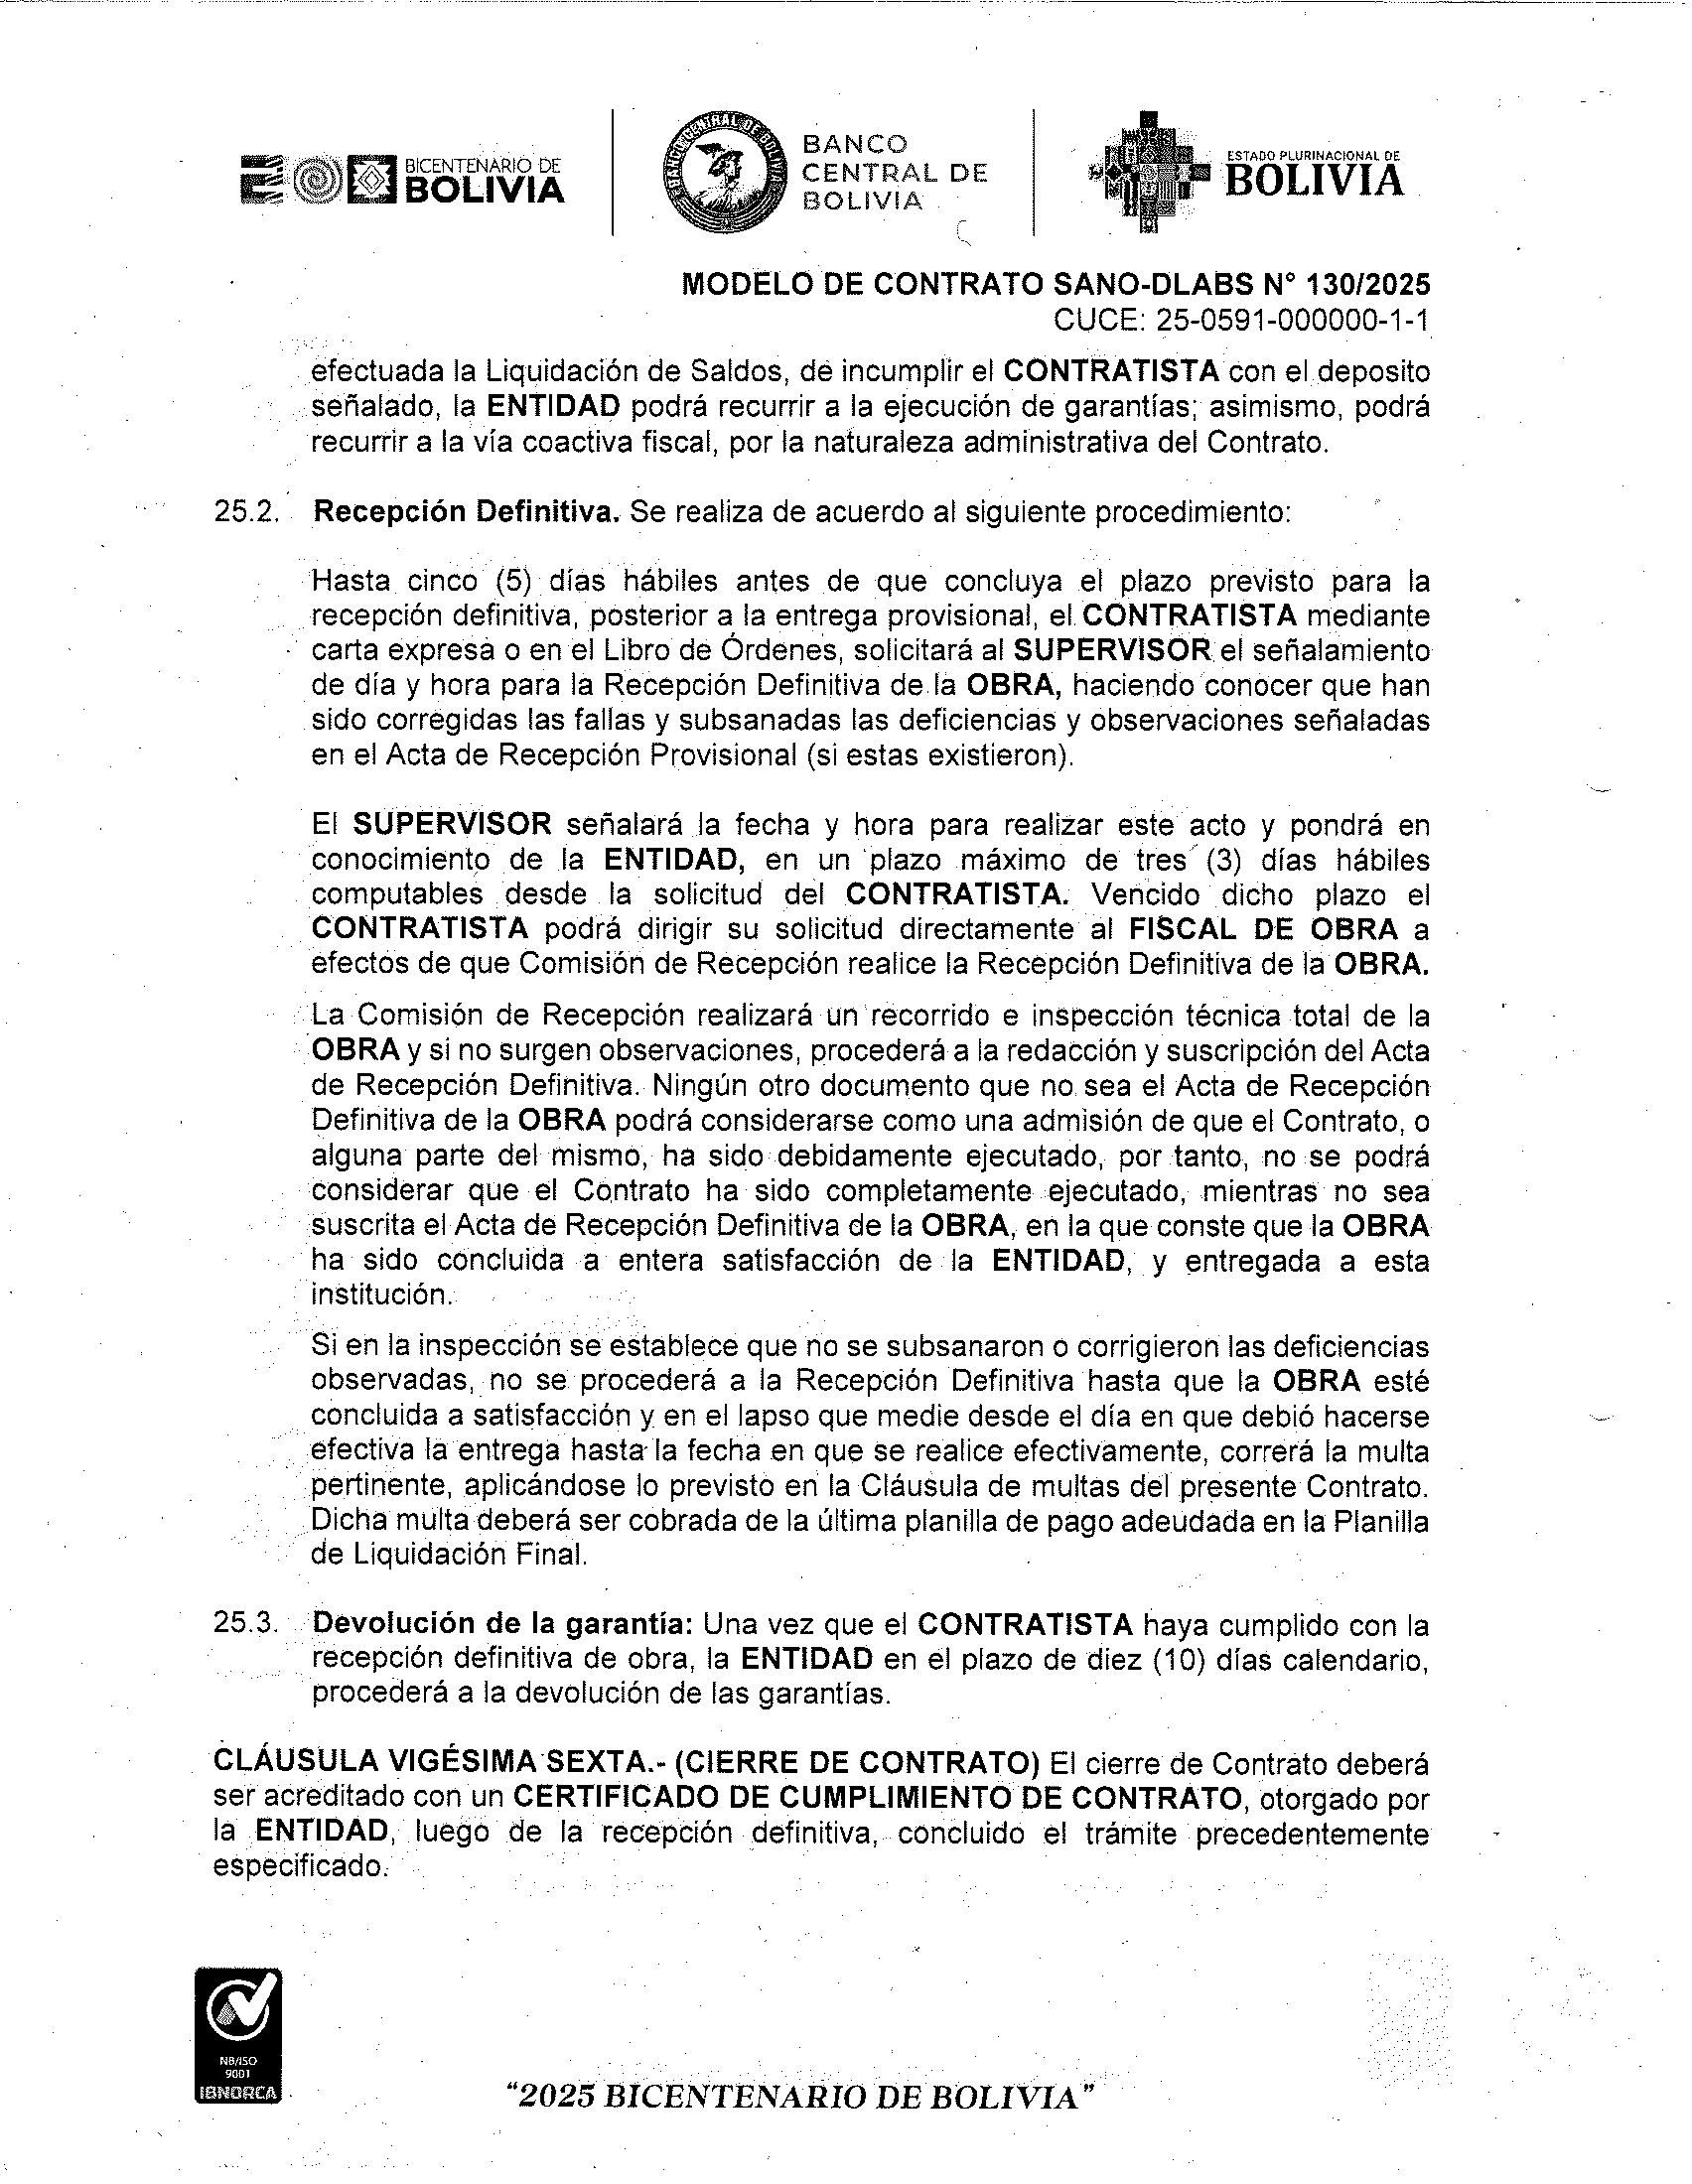 BICENTENARIO DE
BOLIVIA
BANCO
CENTRAL DE
BOLIVIA
ESTADO PLURINACIONAL DE
BOLIVIA
MODELO DE CONTRATO SANO-DLABS N° 130/2025
CUCE: 25-0591-000000-1-1
efectuada la Liquidación de Saldos, de incumplir el CONTRATISTA con el deposito
señalado, la ENTIDAD podrá recurrir a la ejecución de garantías; asimismo, podrá
recurrir a la vía coactiva fiscal, por la naturaleza administrativa del Contrato.
25.2. Recepción Definitiva. Se realiza de acuerdo al siguiente procedimiento:
Hasta cinco (5) días hábiles antes de que concluya el plazo previsto para la
recepción definitiva, posterior a la entrega provisional, el CONTRATISTA mediante
carta expresa o en el Libro de Órdenes, solicitará al SUPERVISOR el señalamiento
de día y hora para la Recepción Definitiva de la OBRA, haciendo conocer que han
sido corregidas las fallas y subsanadas las deficiencias y observaciones señaladas
en el Acta de Recepción Provisional (si estas existieron).
El SUPERVISOR señalará la fecha y hora para realizar este acto y pondrá en
conocimiento de la ENTIDAD, en un plazo máximo de tres (3) días hábiles
computables desde la solicitud del CONTRATISTA. Vencido dicho plazo el
CONTRATISTA podrá dirigir su solicitud directamente al FISCAL DE OBRA a
efectos de que Comisión de Recepción realice la Recepción Definitiva de la OBRA.
La Comisión de Recepción realizará un recorrido e inspección técnica total de la
OBRA y si no surgen observaciones, procederá a la redacción y suscripción del Acta
de Recepción Definitiva. Ningún otro documento que no sea el Acta de Recepción
Definitiva de la OBRA podrá considerarse como una admisión de que el Contrato, o
alguna parte del mismo, ha sido debidamente ejecutado, por tanto, no se podrá
considerar que el Contrato ha sido completamente ejecutado, mientras no sea
suscrita el Acta de Recepción Definitiva de la OBRA, en la que conste que la OBRA
ha sido concluida a entera satisfacción de la ENTIDAD, y entregada a esta
institución.
Si en la inspección se establece que no se subsanaron o corrigieron las deficiencias
observadas, no se procederá a la Recepción Definitiva hasta que la OBRA esté
concluida a satisfacción y en el lapso que medie desde el día en que debió hacerse
efectiva la entrega hasta la fecha en que se realice efectivamente, correrá la multa
pertinente, aplicándose lo previsto en la Cláusula de multas del presente Contrato.
Dicha multa deberá ser cobrada de la última planilla de pago adeudada en la Planilla
de Liquidación Final.
25.3. Devolución de la garantía: Una vez que el CONTRATISTA haya cumplido con la
recepción definitiva de obra, la ENTIDAD en el plazo de diez (10) días calendario,
procederá a la devolución de las garantías.
CLÁUSULA VIGÉSIMA SEXTA.- (CIERRE DE CONTRATO) El cierre de Contrato deberá
ser acreditado con un CERTIFICADO DE CUMPLIMIENTO DE CONTRATO, otorgado por
la ENTIDAD, luego de la recepción definitiva, concluido el trámite precedentemente
especificado.
NB/ISO
9001
IBNORCA
"2025 BICENTENARIO DE BOLIVIA"